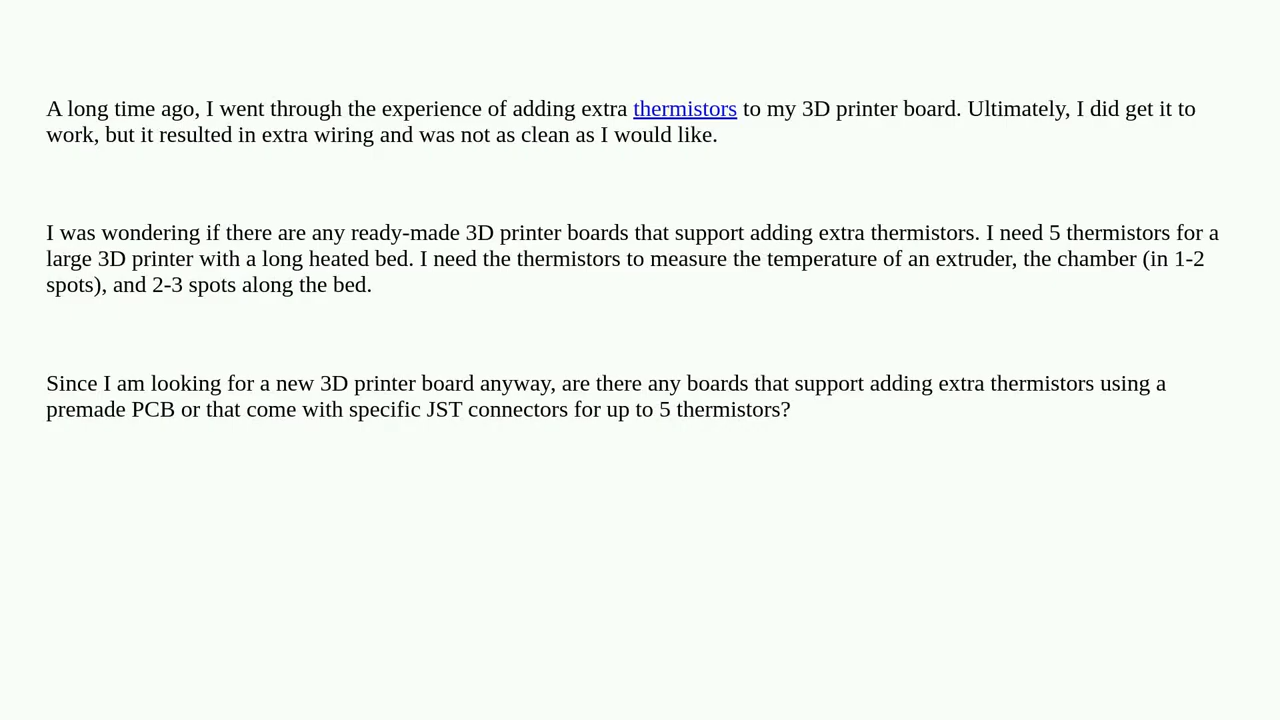 A long time ago, I went through the experience of adding extra thermistors to my 3D printer board. Ultimately, I did get it to
work, but it resulted in extra wiring and was not as clean as I would like.
I was wondering if there are any ready-made 3D printer boards that support adding extra thermistors. I need 5 thermistors for a
large 3D printer with a long heated bed. I need the thermistors to measure the temperature of an extruder, the chamber (in 1-2
spots), and 2-3 spots along the bed.
Since I am looking for a new 3D printer board anyway, are there any boards that support adding extra thermistors using a
premade PCB or that come with specific JST connectors for up to 5 thermistors?